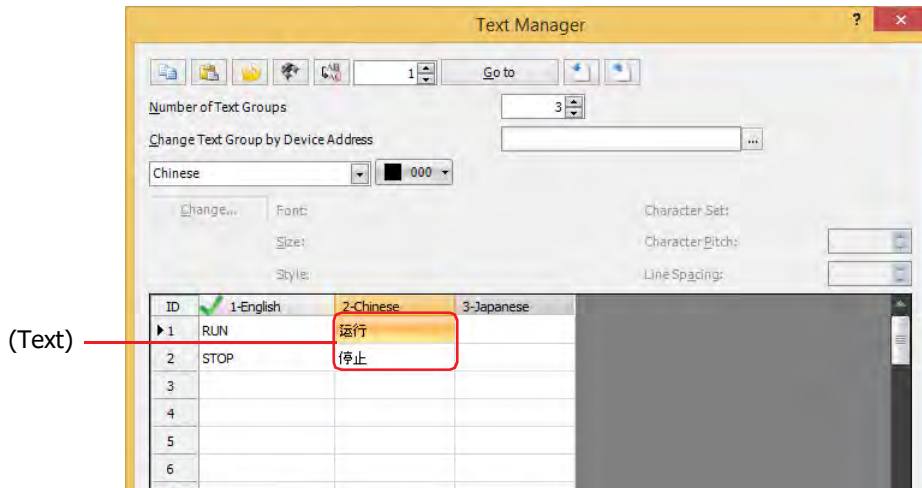 Text Manager
?
1
Go to
Number of Text Groups
3
Change Text Group by Device Address
...
Chinese
000
Change...
Font:
Character Set:
Size:
Character Pitch:
Style:
Line Spacing:
ID 1-English 2-Chinese 3-Japanese
1 RUN 运行
(Text)
2 STOP 停止
3
4
5
6